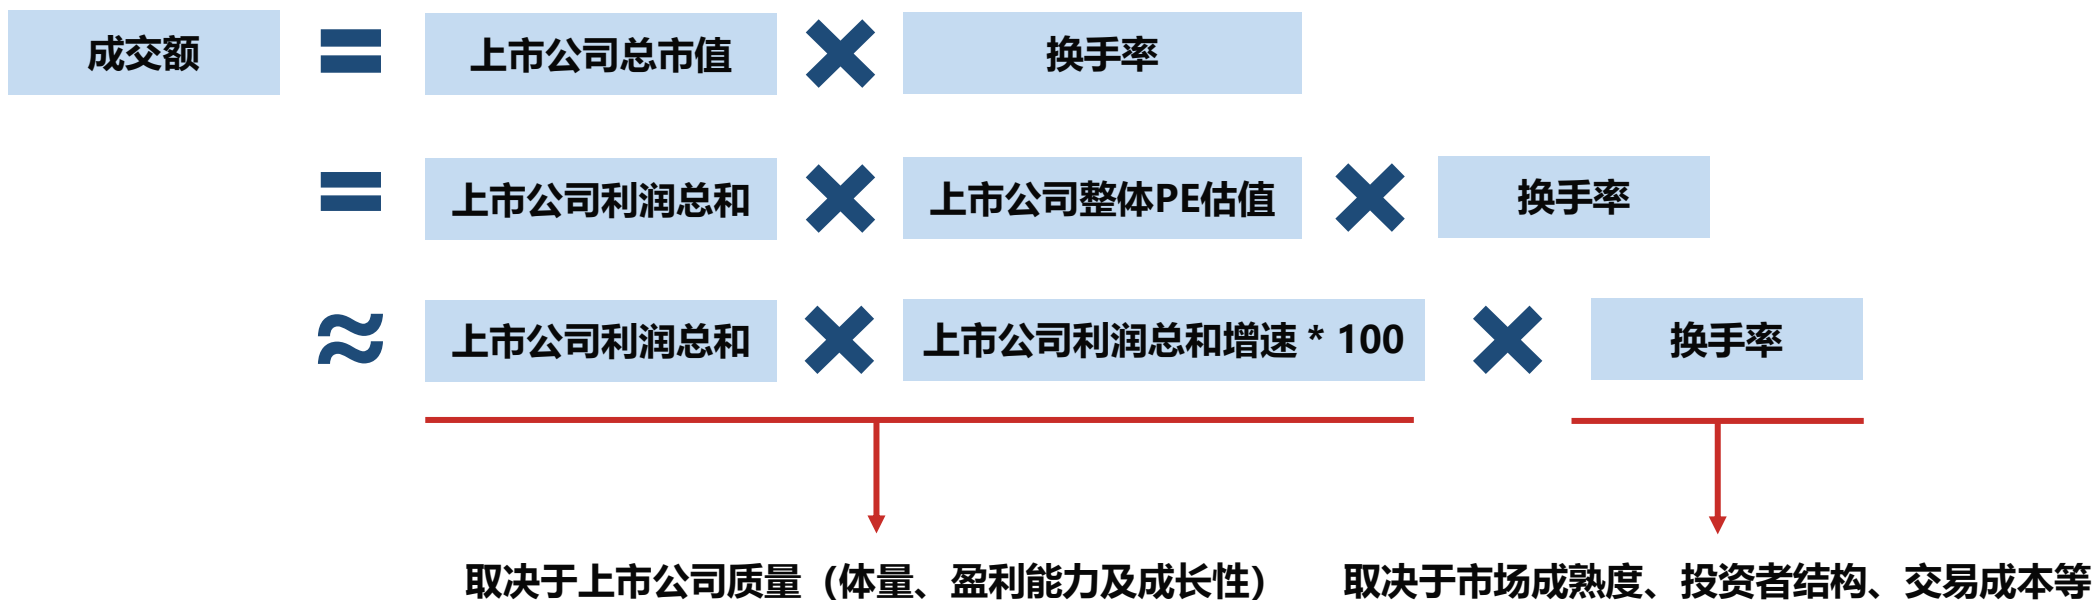 成交额 = 上市公司总市值 × 换手率
= 上市公司利润总和 × 上市公司整体PE估值 × 换手率
≈ 上市公司利润总和 × 上市公司利润总和增速 * 100 × 换手率
取决于上市公司质量（体量、盈利能力及成长性） 取决于市场成熟度、投资者结构、交易成本等